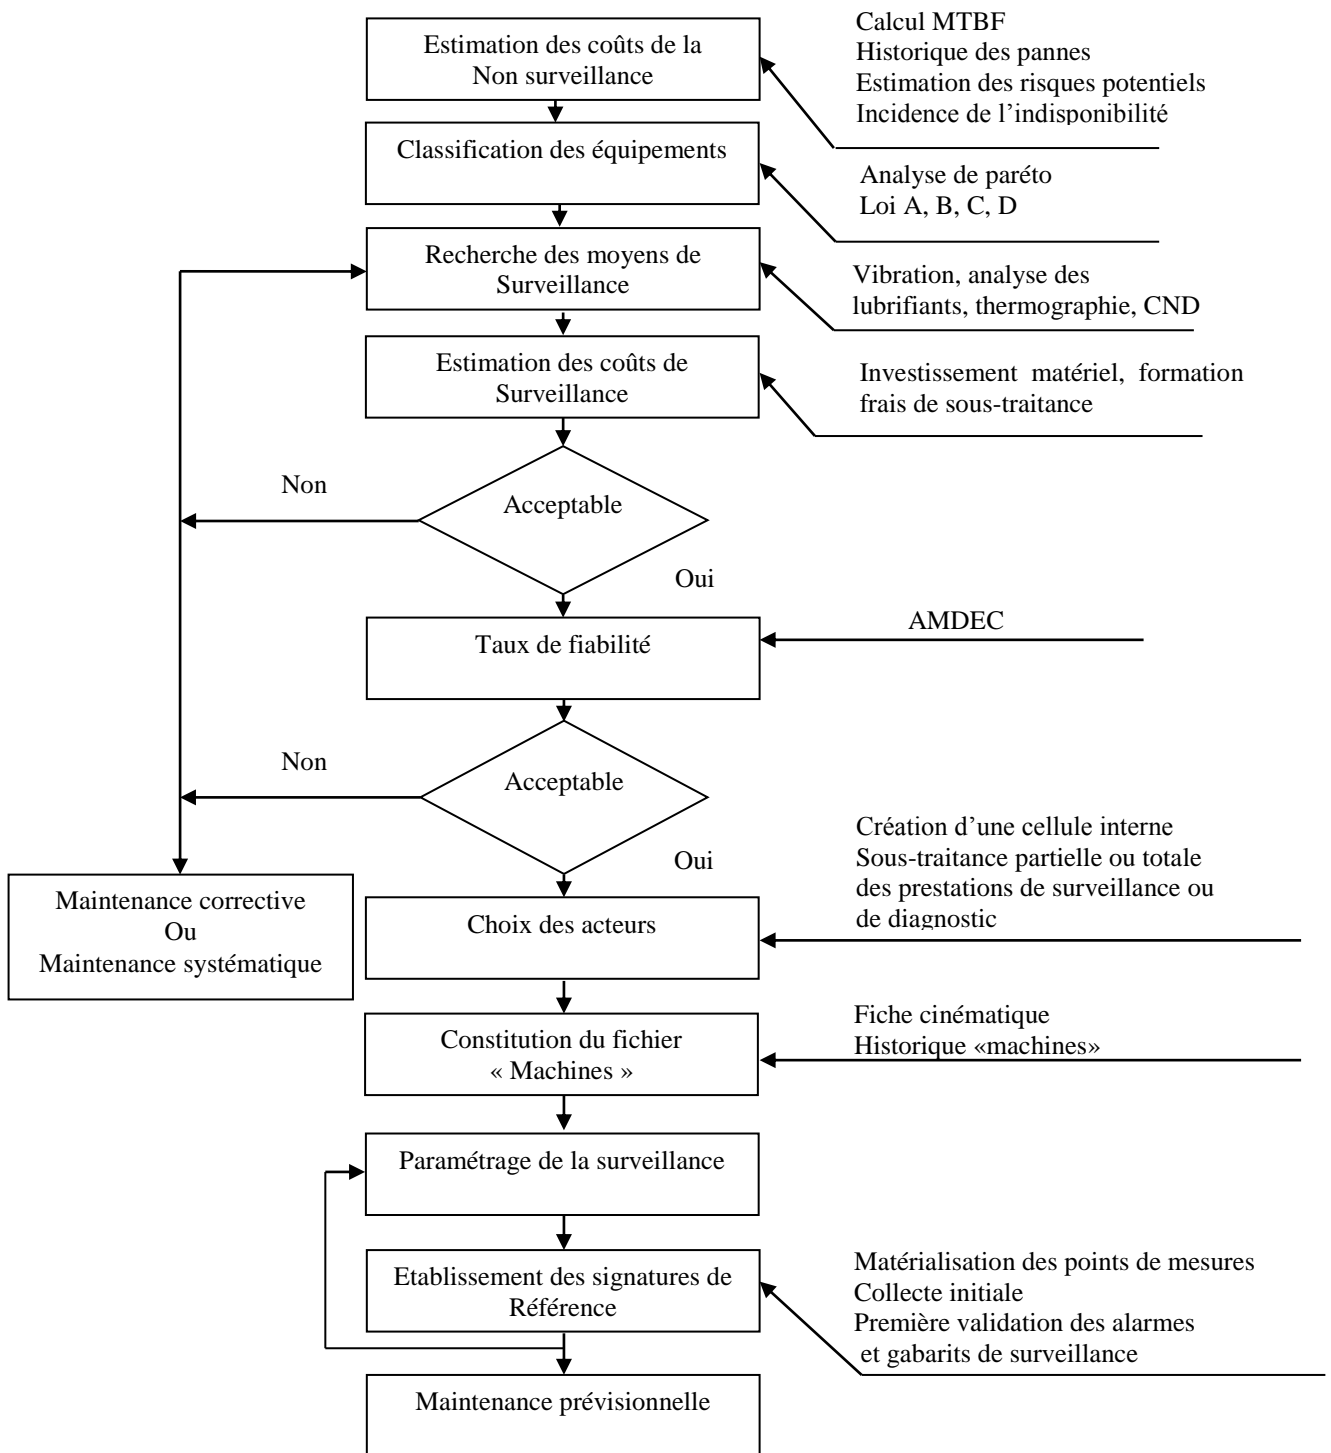 Calcul MTBF
Historique des pannes
Estimation des risques potentiels
Incidence de l’indisponibilité
Estimation des coûts de la
Non surveillance
Classification des équipements
Analyse de paréto
Loi A, B, C, D
Recherche des moyens de
Surveillance
Vibration, analyse des
lubrifiants, thermographie, CND
Estimation des coûts de
Surveillance
Investissement matériel, formation
frais de sous-traitance
Non
Acceptable
Oui
Taux de fiabilité
AMDEC
Non
Acceptable
Oui
Création d’une cellule interne
Sous-traitance partielle ou totale
des prestations de surveillance ou
de diagnostic
Maintenance corrective
Ou
Maintenance systématique
Choix des acteurs
Constitution du fichier
« Machines »
Fiche cinématique
Historique «machines»
Paramétrage de la surveillance
Etablissement des signatures de
Référence
Matérialisation des points de mesures
Collecte initiale
Première validation des alarmes
et gabarits de surveillance
Maintenance prévisionnelle